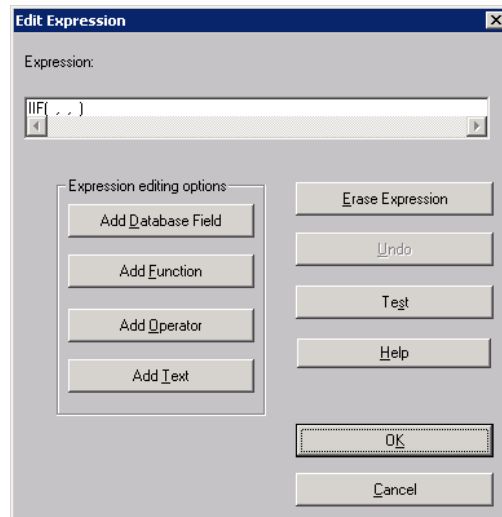 Edit Expression
Expression:
IIF( , , )
Expression editing options
Add Database Field
Add Function
Add Operator
Add Text
Erase Expression
Undo
Test
Help
OK
Cancel